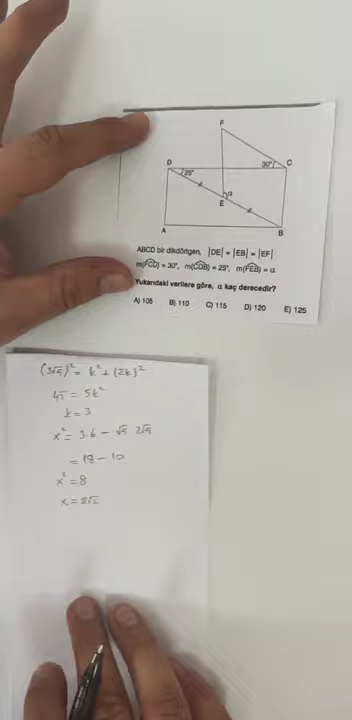 F
D
25°
30°
C
α
E
A
B
ABCD bir dikdörtgen, |DE| = |EB| = |EF|
m(FCD) = 30°, m(CDB) = 25°, m(FEB) = α
Yukarıdaki verilere göre, α kaç derecedir?
A) 105 B) 110 C) 115 D) 120 E) 125
(3√5)² = k² + (2k)²
45 = 5k²
k = 3
x² = 3.6 - √5 2√5
= 18 - 10
x² = 8
x = 2√2